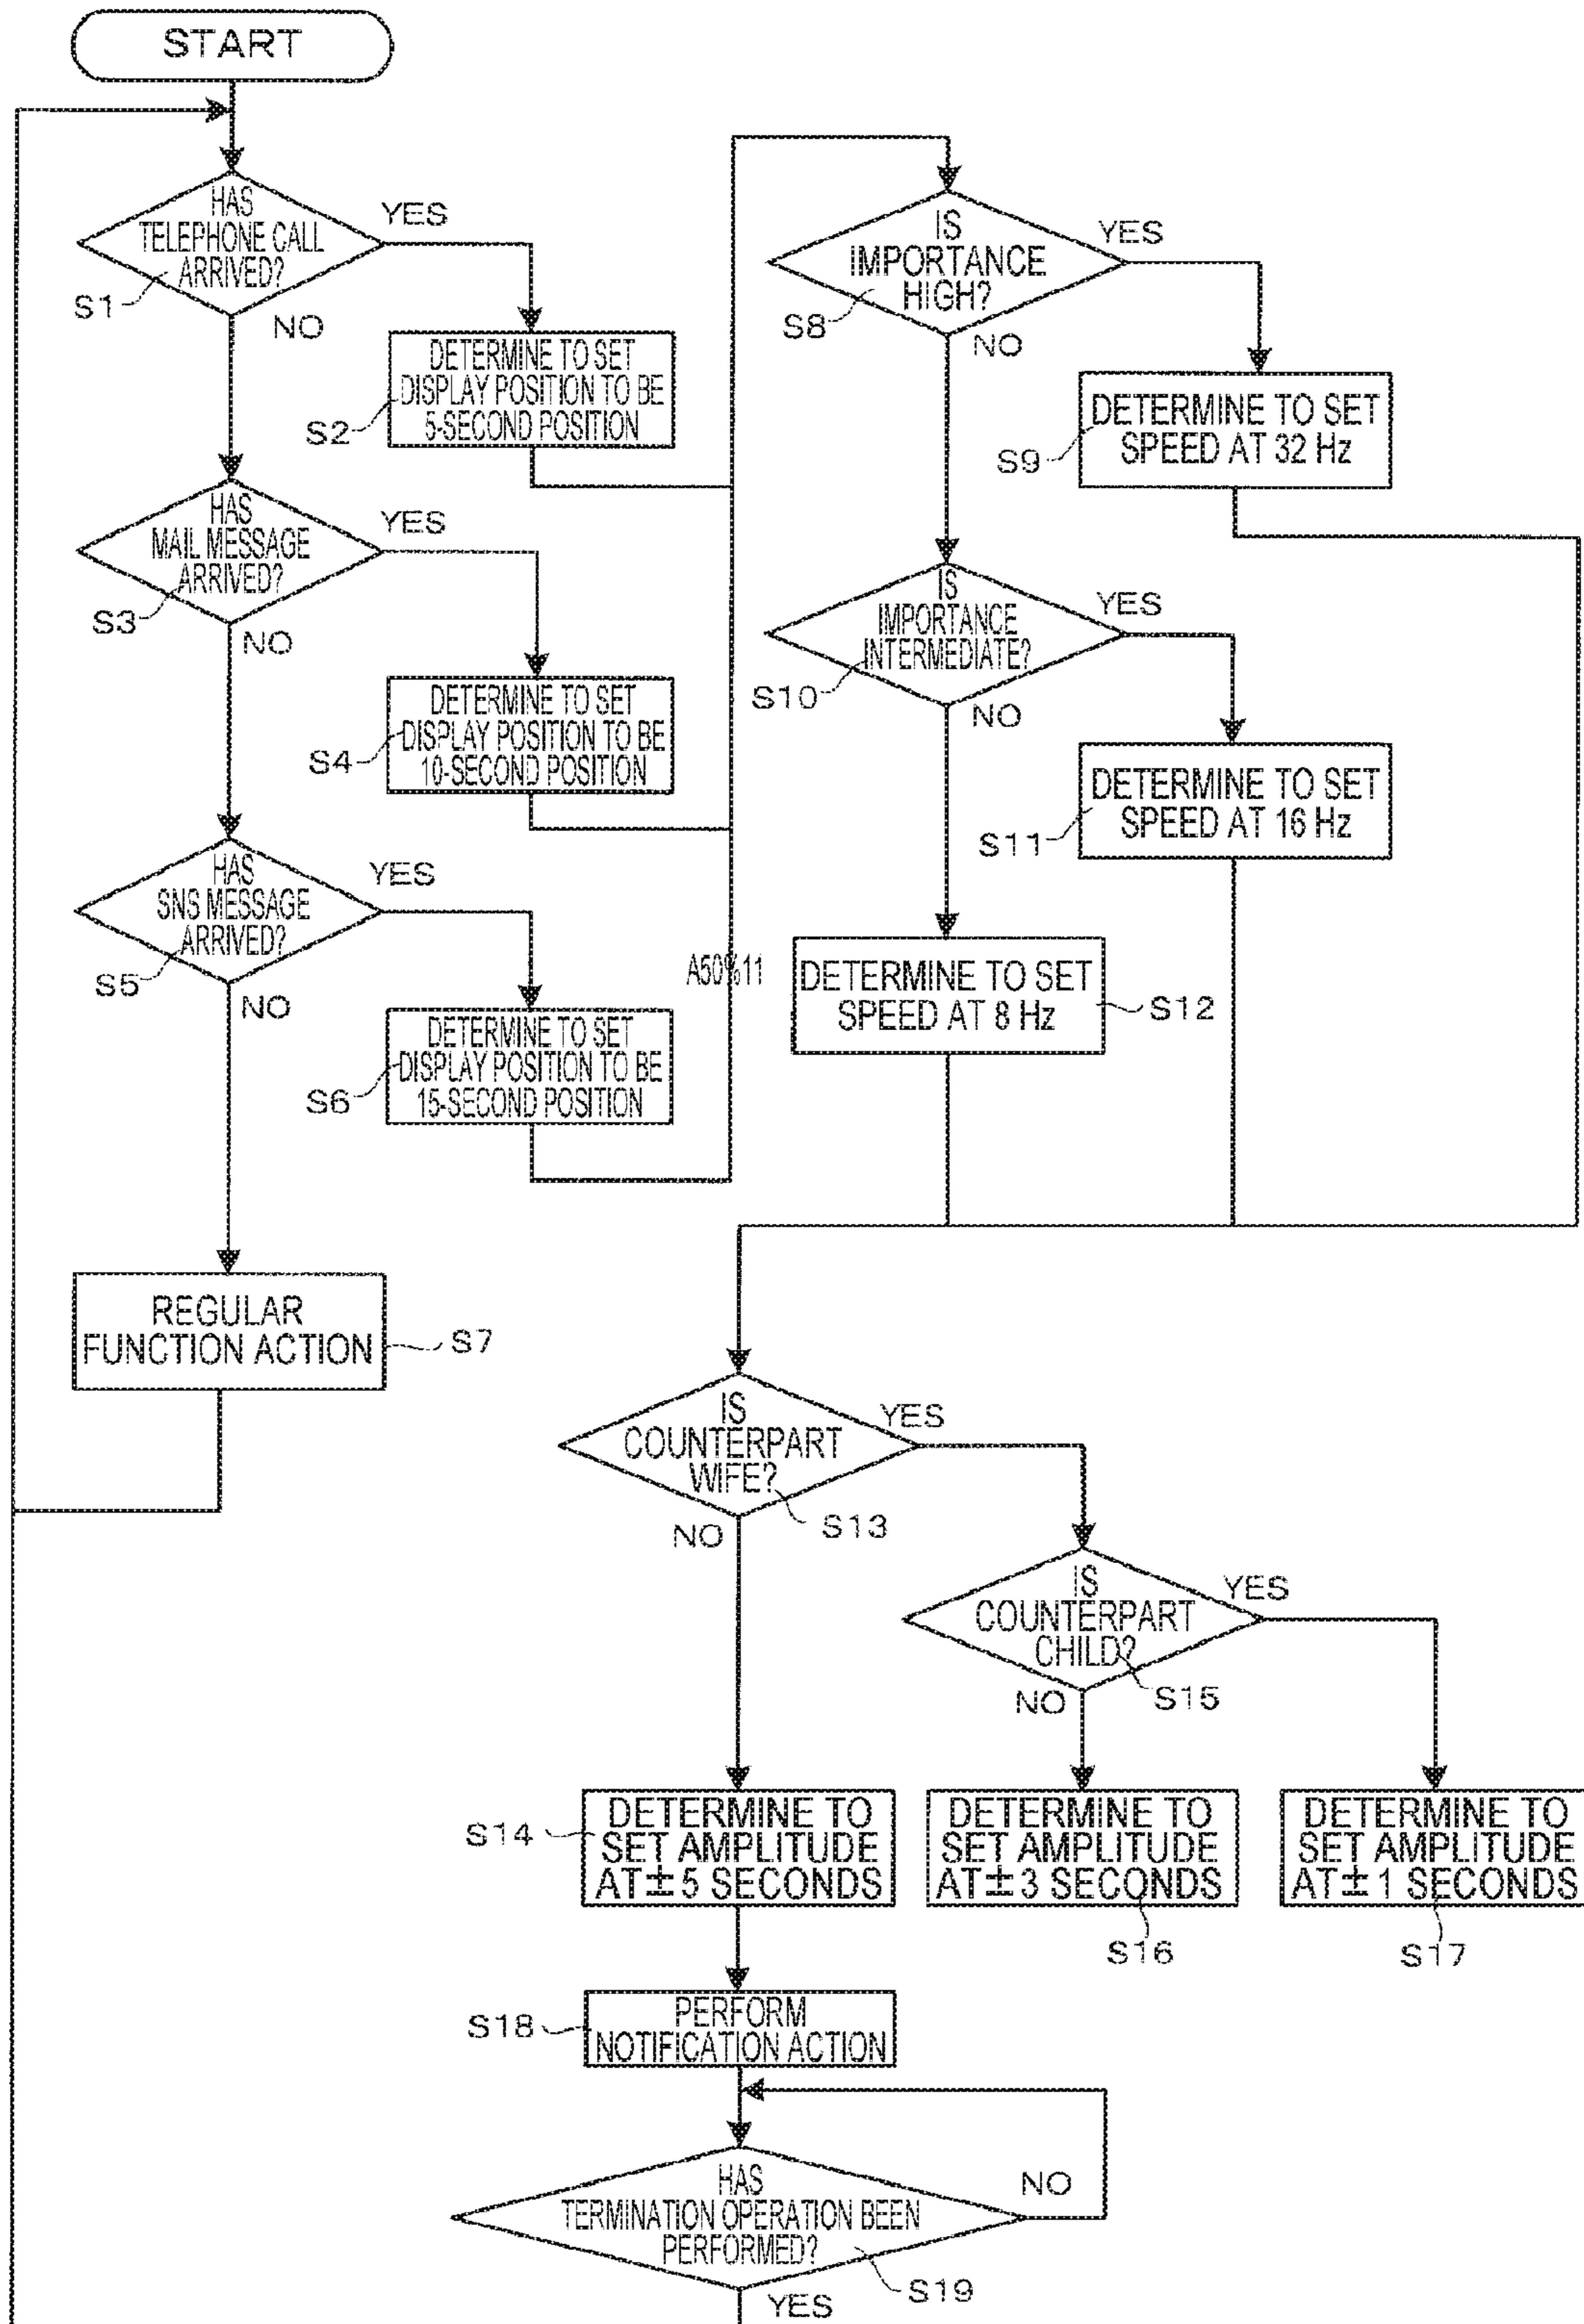 START
HAS
TELEPHONE CALL
ARRIVED?
YES
S1
NO
DETERMINE TO SET
DISPLAY POSITION TO BE
5-SECOND POSITION
S2
HAS
MAIL MESSAGE
ARRIVED?
YES
S3
NO
DETERMINE TO SET
DISPLAY POSITION TO BE
10-SECOND POSITION
S4
HAS
SNS MESSAGE
ARRIVED?
YES
S5
NO
DETERMINE TO SET
DISPLAY POSITION TO BE
15-SECOND POSITION
S6
A50%11
REGULAR
FUNCTION ACTION
S7
IS
IMPORTANCE
HIGH?
YES
S8
NO
DETERMINE TO SET
SPEED AT 32 Hz
S9
IS
IMPORTANCE
INTERMEDIATE?
YES
S10
NO
DETERMINE TO SET
SPEED AT 16 Hz
S11
DETERMINE TO SET
SPEED AT 8 Hz
S12
IS
COUNTERPART
WIFE?
YES
NO
S13
IS
COUNTERPART
CHILD?
YES
NO
S15
DETERMINE TO
SET AMPLITUDE
AT±5 SECONDS
S14
DETERMINE TO
SET AMPLITUDE
AT±3 SECONDS
S16
DETERMINE TO
SET AMPLITUDE
AT±1 SECONDS
S17
PERFORM
NOTIFICATION ACTION
S18
HAS
TERMINATION OPERATION BEEN
PERFORMED?
NO
S19
YES